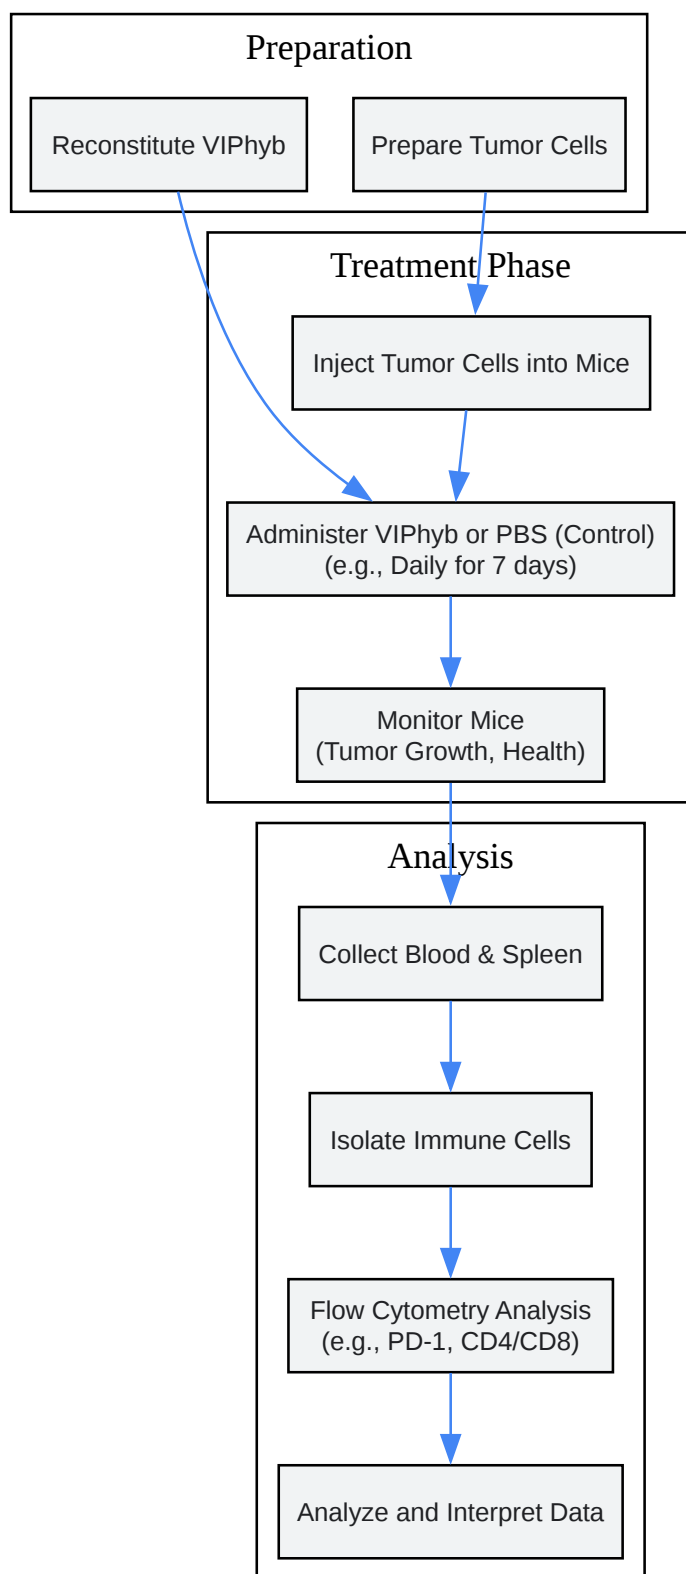 Preparation
Reconstitute VIPhyb
Prepare Tumor Cells
Treatment Phase
Inject Tumor Cells into Mice
Administer VIPhyb or PBS (Control)
(e.g., Daily for 7 days)
Monitor Mice
(Tumor Growth, Health)
Analysis
Collect Blood & Spleen
Isolate Immune Cells
Flow Cytometry Analysis
(e.g., PD-1, CD4/CD8)
Analyze and Interpret Data